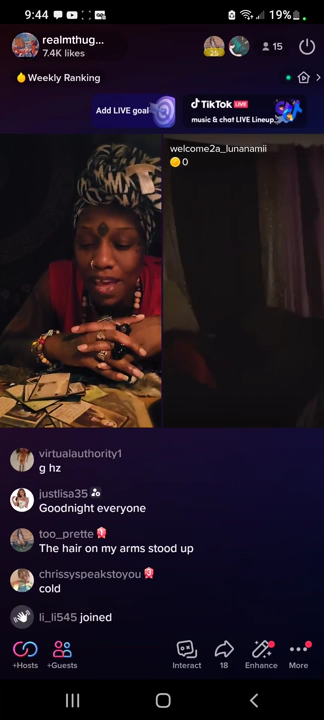 9:44
19%
realmthug...
7.4K likes
25
15
Weekly Ranking
Add LIVE goal
TikTok LIVE
music & chat LIVE Lineup,
welcome2a_lunanamii
0
virtualauthority1
g hz
justlisa35
Goodnight everyone
too_prette
The hair on my arms stood up
chrissyspeakstoyou
cold
li_li545 joined
+Hosts
+Guests
Interact
18
Enhance
More